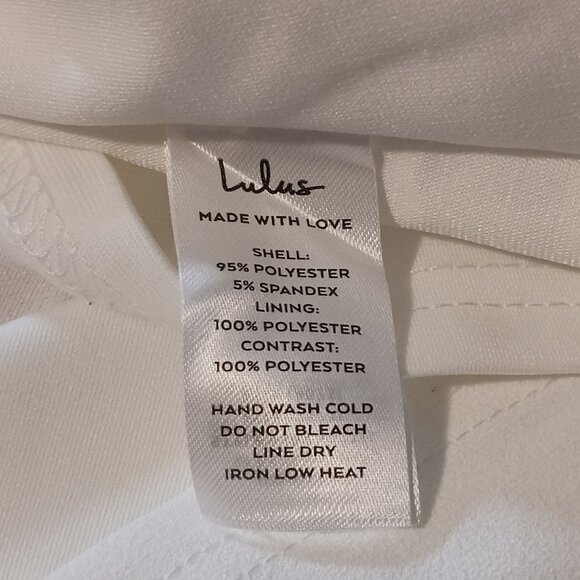 Lulus
MADE WITH LOVE
SHELL:
95% POLYESTER
5% SPANDEX
LINING:
100% POLYESTER
CONTRAST:
100% POLYESTER
HAND WASH COLD
DO NOT BLEACH
LINE DRY
IRON LOW HEAT